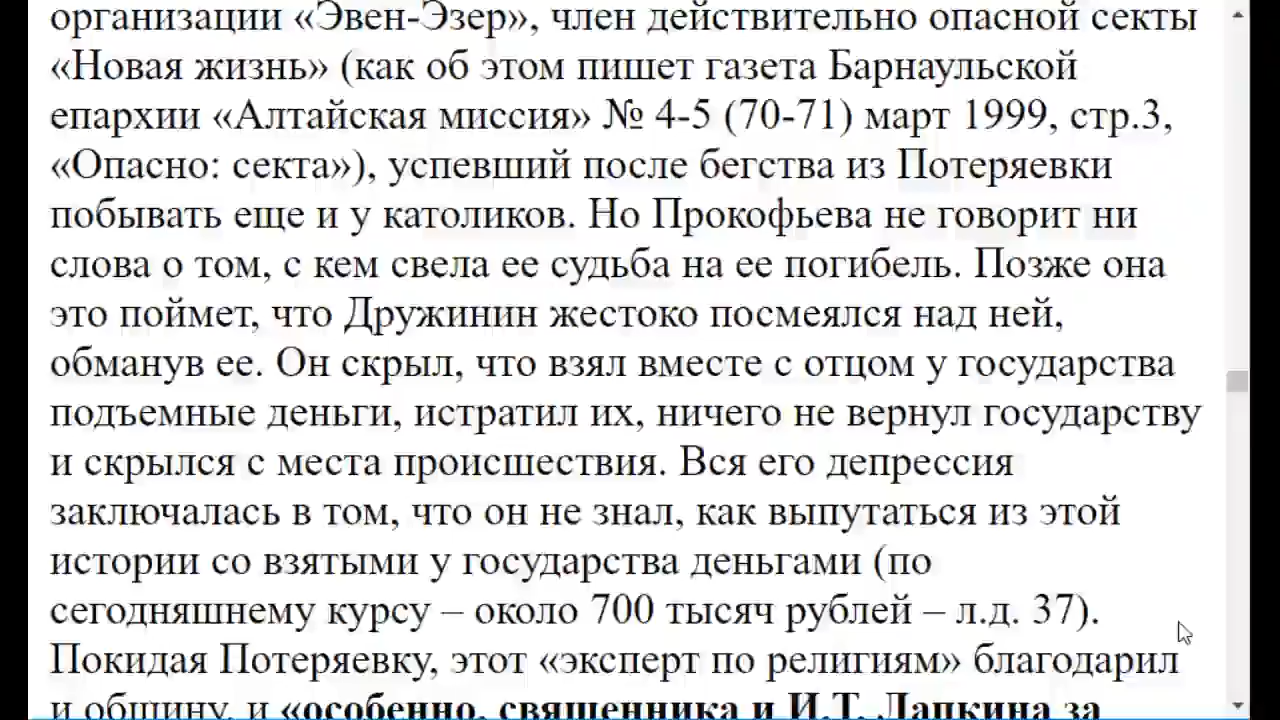 организации «Эвен-Эзер», член действительно опасной секты
«Новая жизнь» (как об этом пишет газета Барнаульской
епархии «Алтайская миссия» № 4-5 (70-71) март 1999, стр.3,
«Опасно: секта»), успевший после бегства из Потеряевки
побывать еще и у католиков. Но Прокофьева не говорит ни
слова о том, с кем свела ее судьба на ее погибель. Позже она
это поймет, что Дружинин жестоко посмеялся над ней,
обманув ее. Он скрыл, что взял вместе с отцом у государства
подъемные деньги, истратил их, ничего не вернул государству
и скрылся с места происшествия. Вся его депрессия
заключалась в том, что он не знал, как выпутаться из этой
истории со взятыми у государства деньгами (по
сегодняшнему курсу – около 700 тысяч рублей – л.д. 37).
Покидая Потеряевку, этот «эксперт по религиям» благодарил
и общину, и «особенно, священника и И.Т. Лапкина за